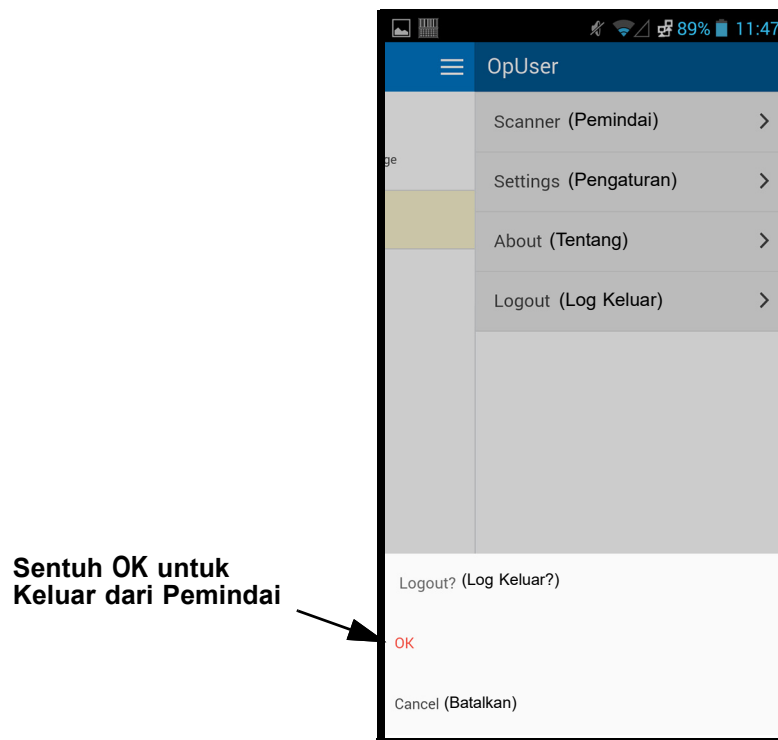 89% 11:47
OpUser
Scanner (Pemindai)
ge
Settings (Pengaturan)
About (Tentang)
Logout (Log Keluar)
Sentuh OK untuk
Keluar dari Pemindai
Logout? (Log Keluar?)
OK
Cancel (Batalkan)